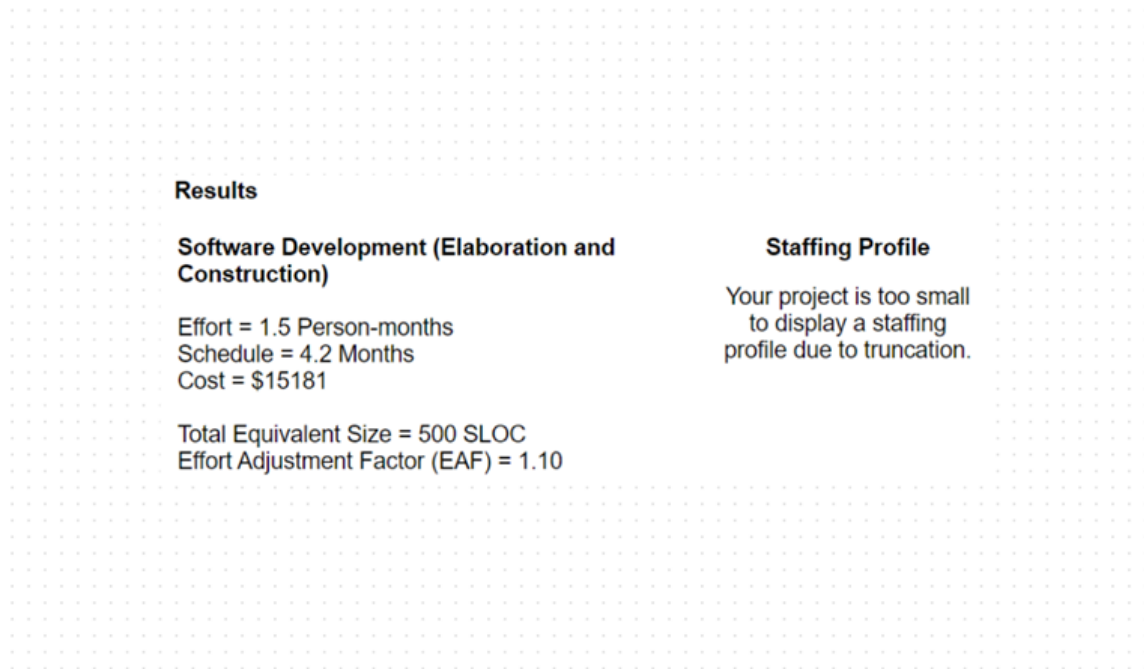 Results
Software Development (Elaboration and
Construction)
Effort = 1.5 Person-months
Schedule = 4.2 Months
Cost = $15181
Total Equivalent Size = 500 SLOC
Effort Adjustment Factor (EAF) = 1.10
Staffing Profile
Your project is too small
to display a staffing
profile due to truncation.